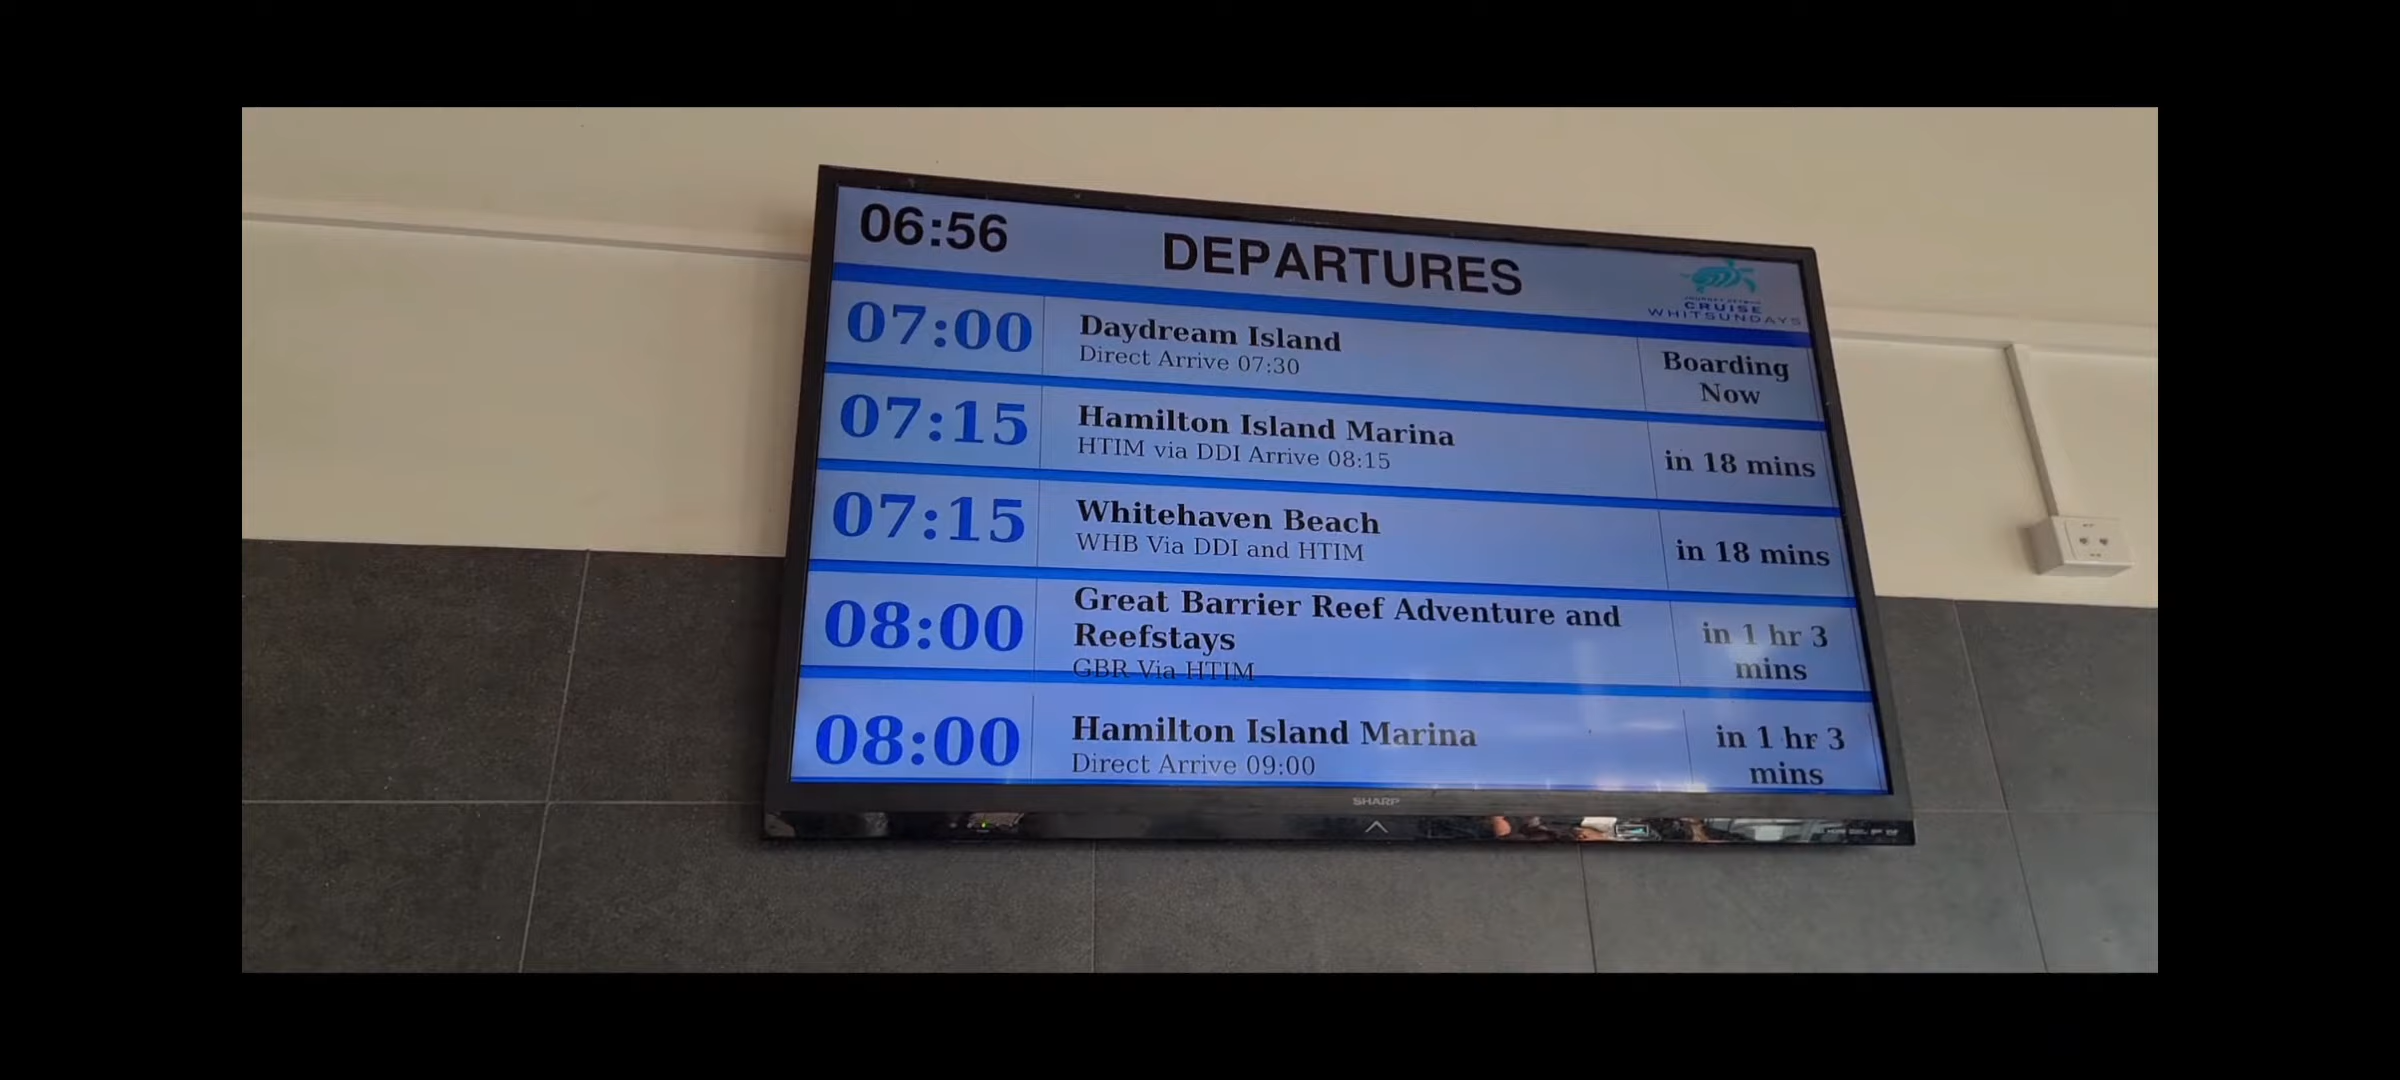 06:56
DEPARTURES
CRUISE
WHITSUNDAYS
07:00
Daydream Island
Direct Arrive 07:30
Boarding
Now
07:15
Hamilton Island Marina
HTIM via DDI Arrive 08:15
in 18 mins
07:15
Whitehaven Beach
WHB Via DDI and HTIM
in 18 mins
08:00
Great Barrier Reef Adventure and
Reefstays
GBR Via HTIM
in 1 hr 3
mins
08:00
Hamilton Island Marina
Direct Arrive 09:00
in 1 hr 3
mins
SHARP